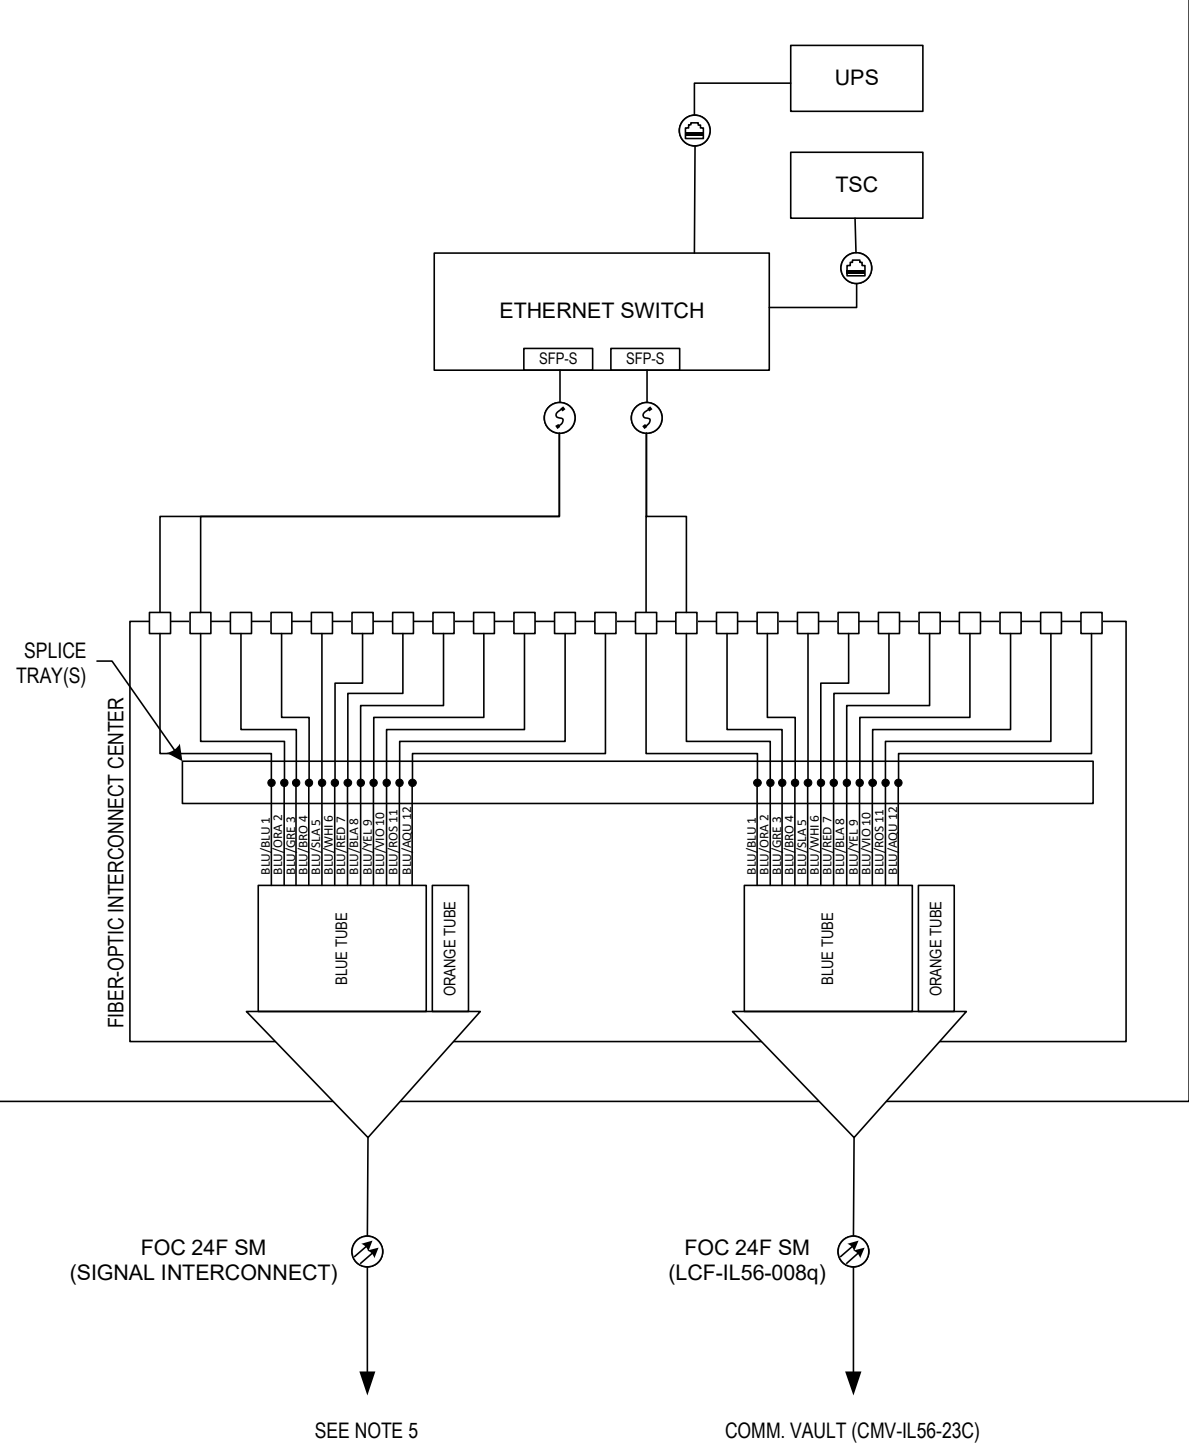 UPS
TSC
ETHERNET SWITCH
SFP-S
SFP-S
SPLICE
TRAY(S)
FIBER-OPTIC INTERCONNECT CENTER
BLU/BLU 1
BLU/ORA 2
BLU/GRE 3
BLU/BRO 4
BLU/SLA 5
BLU/WHI 6
BLU/RED 7
BLU/BLA 8
BLU/YEL 9
BLU/VIO 10
BLU/ROS 11
BLU/AQU 12
BLU/BLU 1
BLU/ORA 2
BLU/GRE 3
BLU/BRO 4
BLU/SLA 5
BLU/WHI 6
BLU/RED 7
BLU/BLA 8
BLU/YEL 9
BLU/VIO 10
BLU/ROS 11
BLU/AQU 12
BLUE TUBE
ORANGE TUBE
BLUE TUBE
ORANGE TUBE
FOC 24F SM
(SIGNAL INTERCONNECT)
FOC 24F SM
(LCF-IL56-008q)
SEE NOTE 5
COMM. VAULT (CMV-IL56-23C)